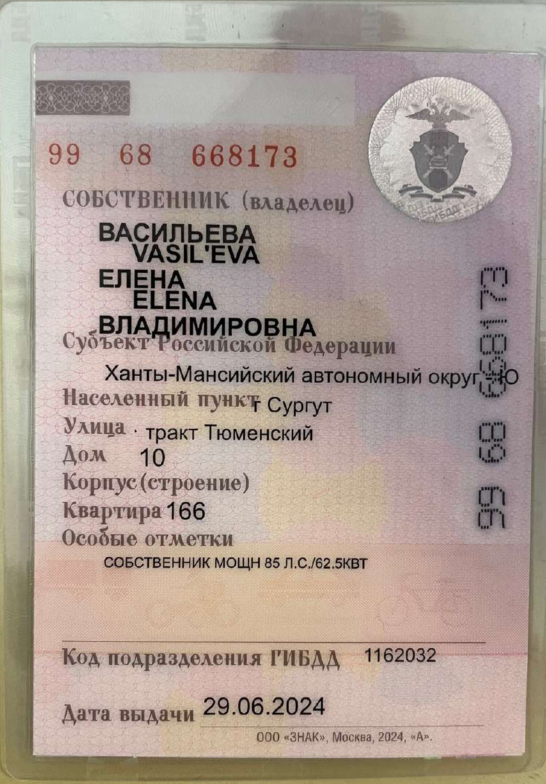 99 68 668173
СОБСТВЕННИК (владелец)
ВАСИЛЬЕВА
VASIL'EVA
ЕЛЕНА
ELENA
ВЛАДИМИРОВНА
Субъект Российской Федерации
Ханты-Мансийский автономный округ
Населенный пункт г Сургут
Улица тракт Тюменский
Дом 10
Корпус (строение)
Квартира 166
Особые отметки
СОБСТВЕННИК МОЩН 85 Л.С./62.5КВТ
Код подразделения ГИБДД 1162032
Дата выдачи 29.06.2024
ООО «ЗНАК», Москва, 2024, «А».
99 68 668173